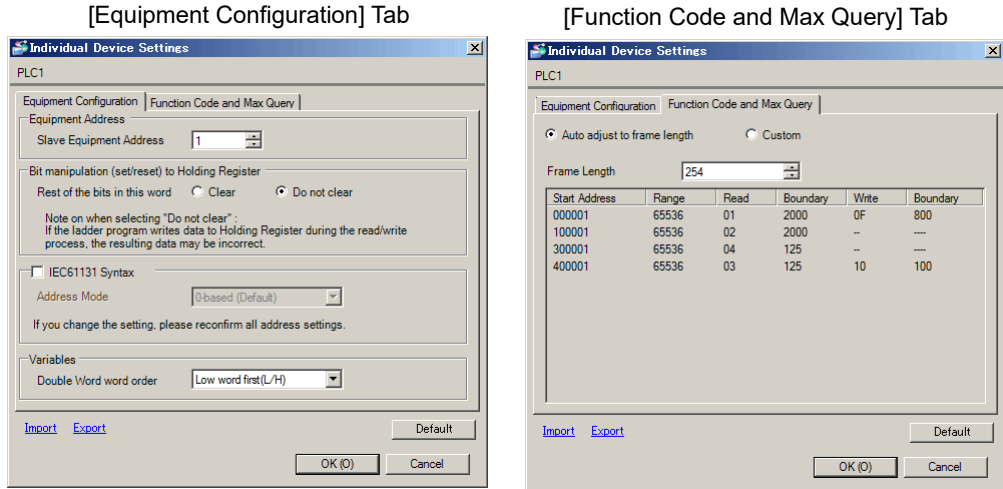 [Equipment Configuration] Tab
Individual Device Settings
PLC1
Equipment Configuration
Function Code and Max Query
Equipment Address
Slave Equipment Address 1
Bit manipulation (set/reset) to Holding Register
Rest of the bits in this word Clear Do not clear
Note on when selecting "Do not clear" :
If the ladder program writes data to Holding Register during the read/write
process, the resulting data may be incorrect.
IEC61131 Syntax
Address Mode 0-based (Default)
If you change the setting, please reconfirm all address settings.
Variables
Double Word word order Low word first(L/H)
Import Export Default
OK (O) Cancel
[Function Code and Max Query] Tab
Individual Device Settings
PLC1
Equipment Configuration
Function Code and Max Query
Auto adjust to frame length Custom
Frame Length 254
Start Address Range Read Boundary Write Boundary
000001 65536 01 2000 0F 800
100001 65536 02 2000 -- ----
300001 65536 04 125 -- ----
400001 65536 03 125 10 100
Import Export Default
OK (O) Cancel